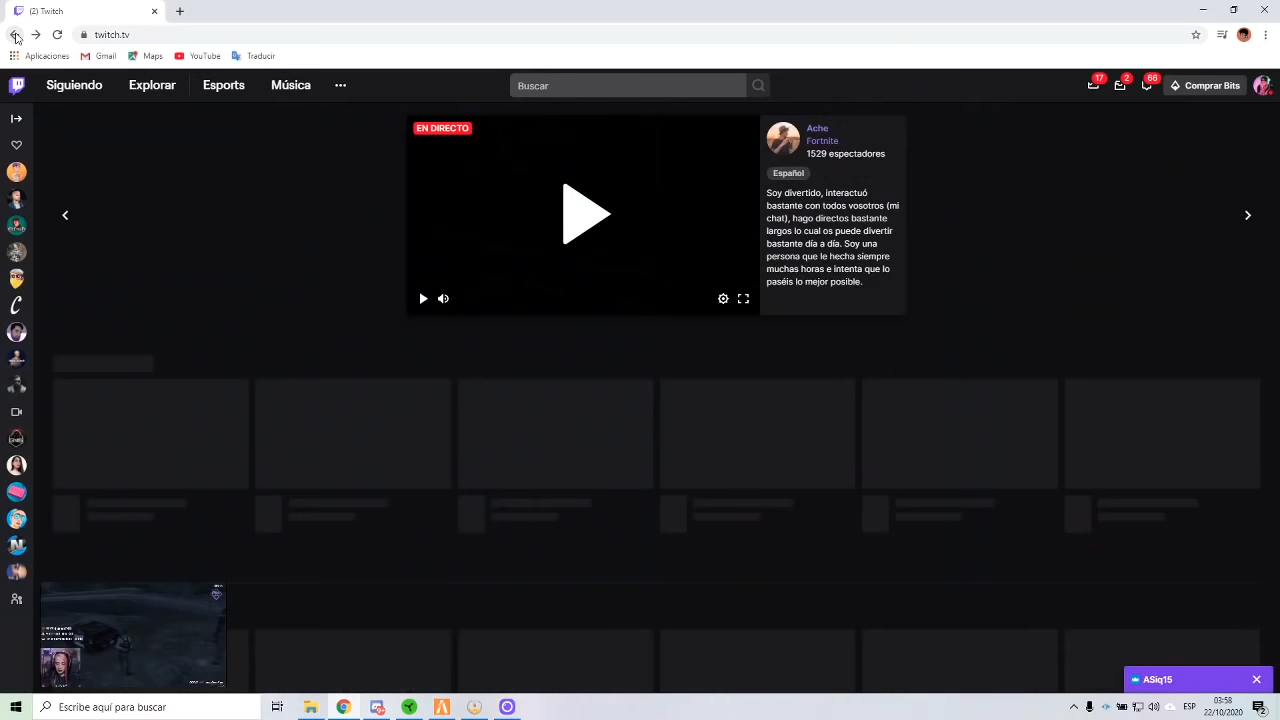 (2) Twitch
twitch.tv
Aplicaciones Gmail Maps YouTube Traducir
Siguiendo Explorar Esports Música Buscar 17 2 66 Comprar Bits
EN DIRECTO
Ache
Fortnite
1529 espectadores
Español
Soy divertido, interactuó
bastante con todos vosotros (mi
chat), hago directos bastante
largos lo cual os puede divertir
bastante día a día. Soy una
persona que le hecha siempre
muchas horas e intenta que lo
paséis lo mejor posible.
ASiq15
Escribe aquí para buscar
ESP
03:58
22/10/2020
2